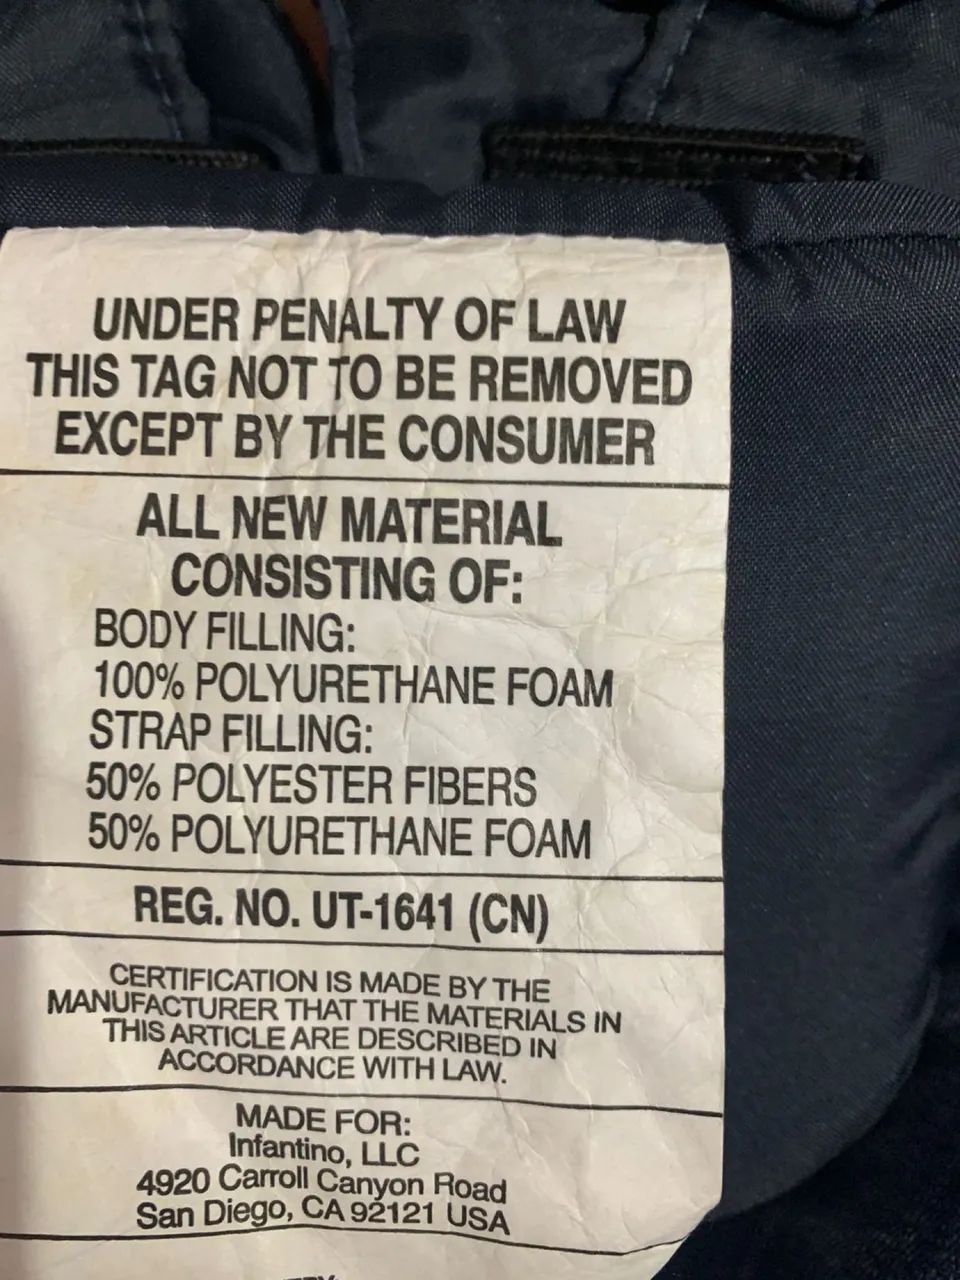 UNDER PENALTY OF LAW
THIS TAG NOT TO BE REMOVED
EXCEPT BY THE CONSUMER
ALL NEW MATERIAL
CONSISTING OF:
BODY FILLING:
100% POLYURETHANE FOAM
STRAP FILLING:
50% POLYESTER FIBERS
50% POLYURETHANE FOAM
REG. NO. UT-1641 (CN)
CERTIFICATION IS MADE BY THE
MANUFACTURER THAT THE MATERIALS IN
THIS ARTICLE ARE DESCRIBED IN
ACCORDANCE WITH LAW.
MADE FOR:
Infantino, LLC
4920 Carroll Canyon Road
San Diego, CA 92121 USA